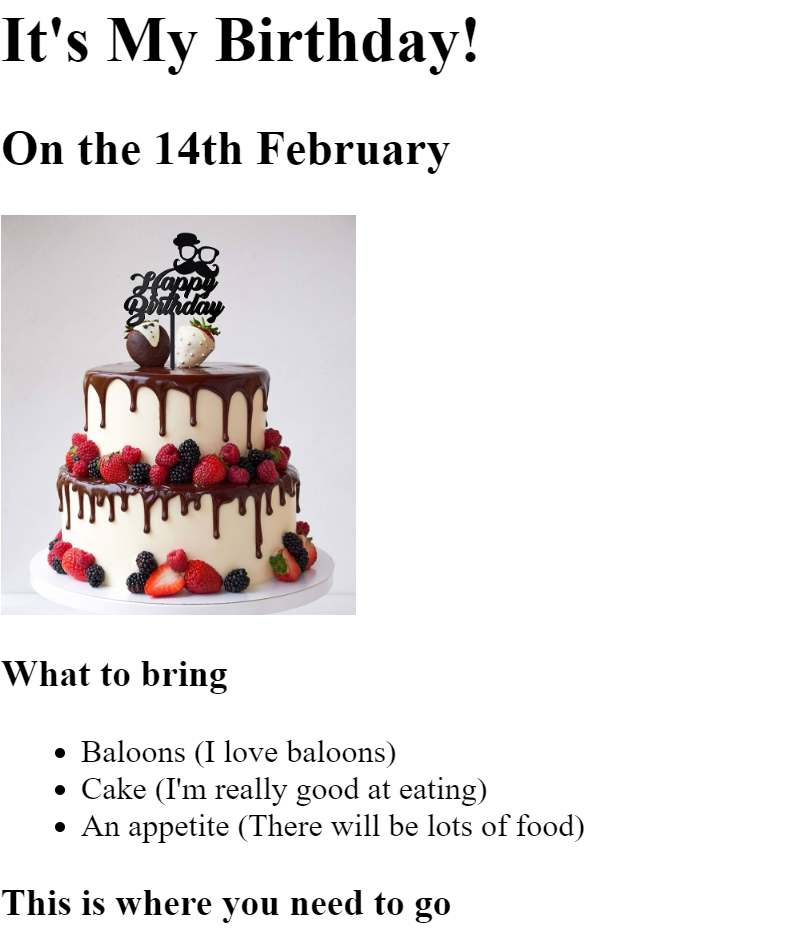 It's My Birthday!
On the 14th February
Happy
Birthday
What to bring
Baloons (I love baloons)
Cake (I'm really good at eating)
An appetite (There will be lots of food)
This is where you need to go